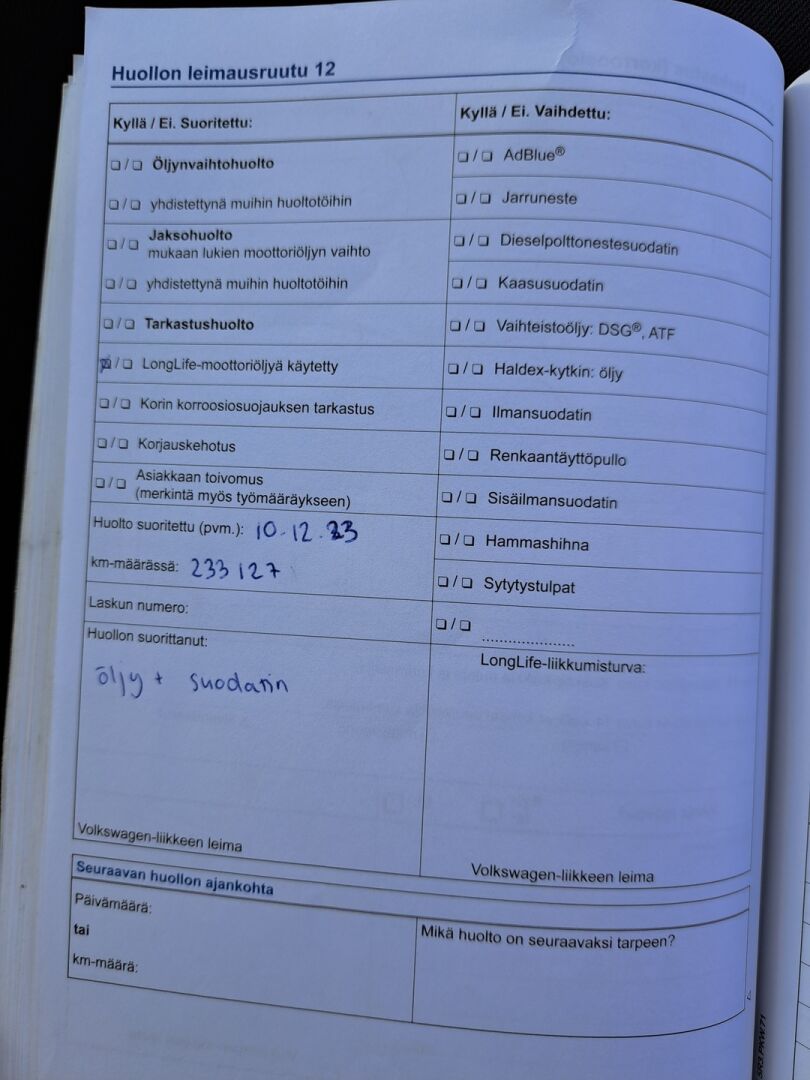 Huollon leimausruutu 12
Kyllä / Ei. Suoritettu:
❏ / ❏ Öljynvaihtohuolto
❏ / ❏ yhdistettynä muihin huoltotöihin
❏ / ❏ Jaksohuolto
mukaan lukien moottoriöljyn vaihto
❏ / ❏ yhdistettynä muihin huoltotöihin
❏ / ❏ Tarkastushuolto
❏ / ❏ LongLife-moottoriöljyä käytetty
❏ / ❏ Korin korroosiosuojauksen tarkastus
❏ / ❏ Korjauskehotus
❏ / ❏ Asiakkaan toivomus
(merkintä myös työmääräykseen)
Huolto suoritettu (pvm.): 10.12.23
km-määrässä: 233 127
Laskun numero:
Huollon suorittanut:
öljy + suodatin
Volkswagen-liikkeen leima
Kyllä / Ei. Vaihdettu:
❏ / ❏ AdBlue®
❏ / ❏ Jarruneste
❏ / ❏ Dieselpolttonestesuodatin
❏ / ❏ Kaasusuodatin
❏ / ❏ Vaihteistoöljy: DSG®, ATF
❏ / ❏ Haldex-kytkin: öljy
❏ / ❏ Ilmansuodatin
❏ / ❏ Renkaantäyttöpullo
❏ / ❏ Sisäilmansuodatin
❏ / ❏ Hammashihna
❏ / ❏ Sytytystulpat
❏ / ❏ .....................
LongLife-liikkumisturva:
Volkswagen-liikkeen leima
Seuraavan huollon ajankohta
Päivämäärä:
tai
km-määrä:
Mikä huolto on seuraavaksi tarpeen?